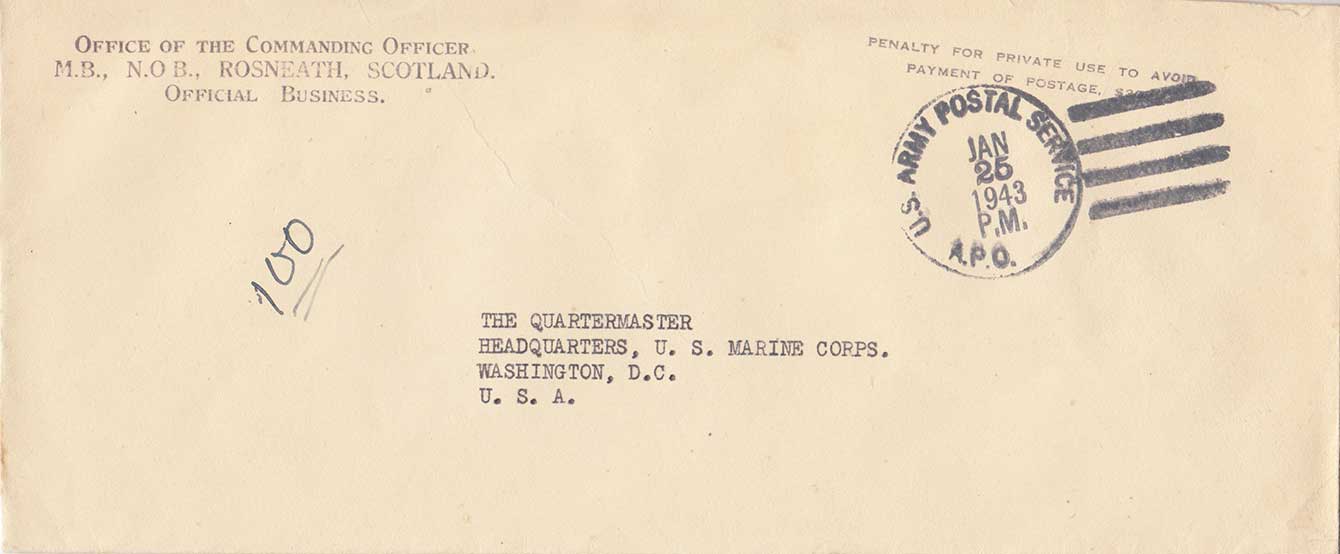 OFFICE OF THE COMMANDING OFFICER
M.B., N.O B., ROSNEATH, SCOTLAND.
OFFICIAL BUSINESS.
PENALTY FOR PRIVATE USE TO AVOID
PAYMENT OF POSTAGE,
U.S. ARMY POSTAL SERVICE
JAN
25
1943
P.M.
A.P.O.
100
THE QUARTERMASTER
HEADQUARTERS, U. S. MARINE CORPS.
WASHINGTON, D.C.
U. S. A.